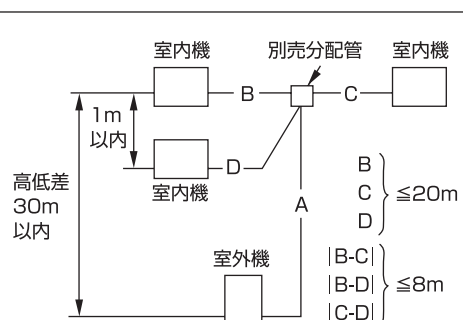 室内機
別売分配管
室内機
B
C
1m
以内
D
室内機
高低差
30m
以内
A
B
C
D
≦20m
室外機
|B-C|
|B-D|
|C-D|
≦8m